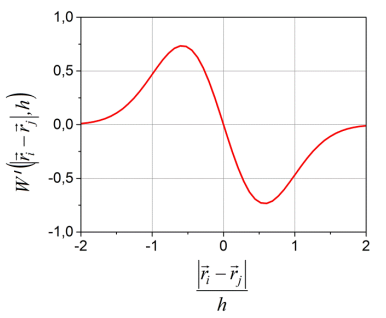 1,0
0,5
0,0
-0,5
-1,0
W'(|r⃗ᵢ − r⃗ⱼ|, h)
-2 -1 0 1 2
|r⃗ᵢ − r⃗ⱼ|
h